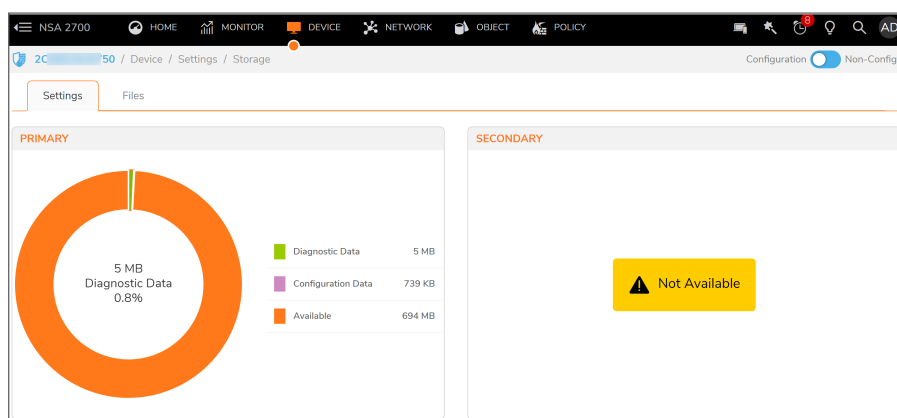 NSA 2700 HOME MONITOR DEVICE NETWORK OBJECT POLICY 8 AD
2C 50 / Device / Settings / Storage Configuration Non-Config
Settings Files
PRIMARY SECONDARY
Diagnostic Data 5 MB
Configuration Data 739 KB
Available 694 MB
5 MB
Diagnostic Data
0.8%
Not Available